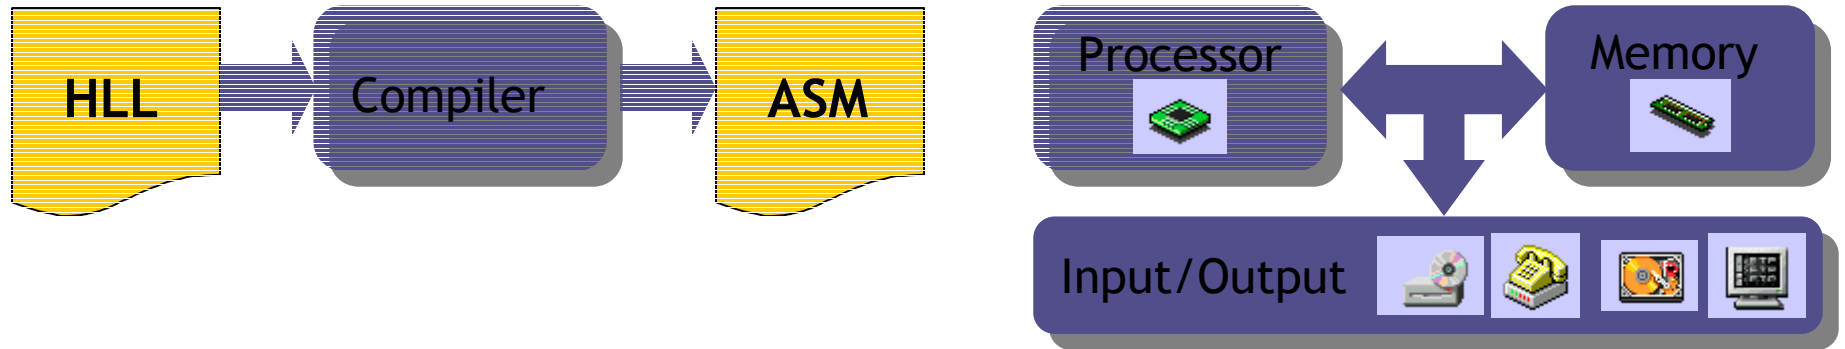 HLL
Compiler
ASM
Processor
Memory
Input/Output